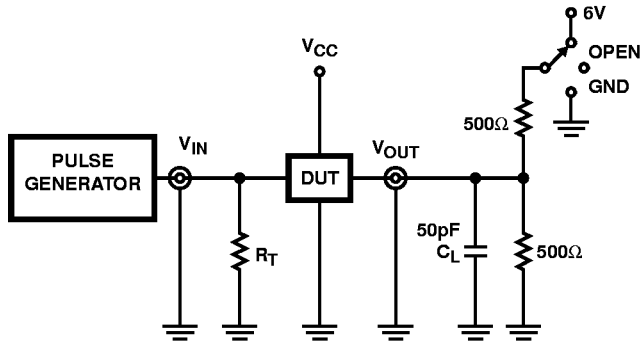 6V
OPEN
GND
500Ω
VCC
VIN
VOUT
PULSE
GENERATOR
DUT
RT
50pF
CL
500Ω